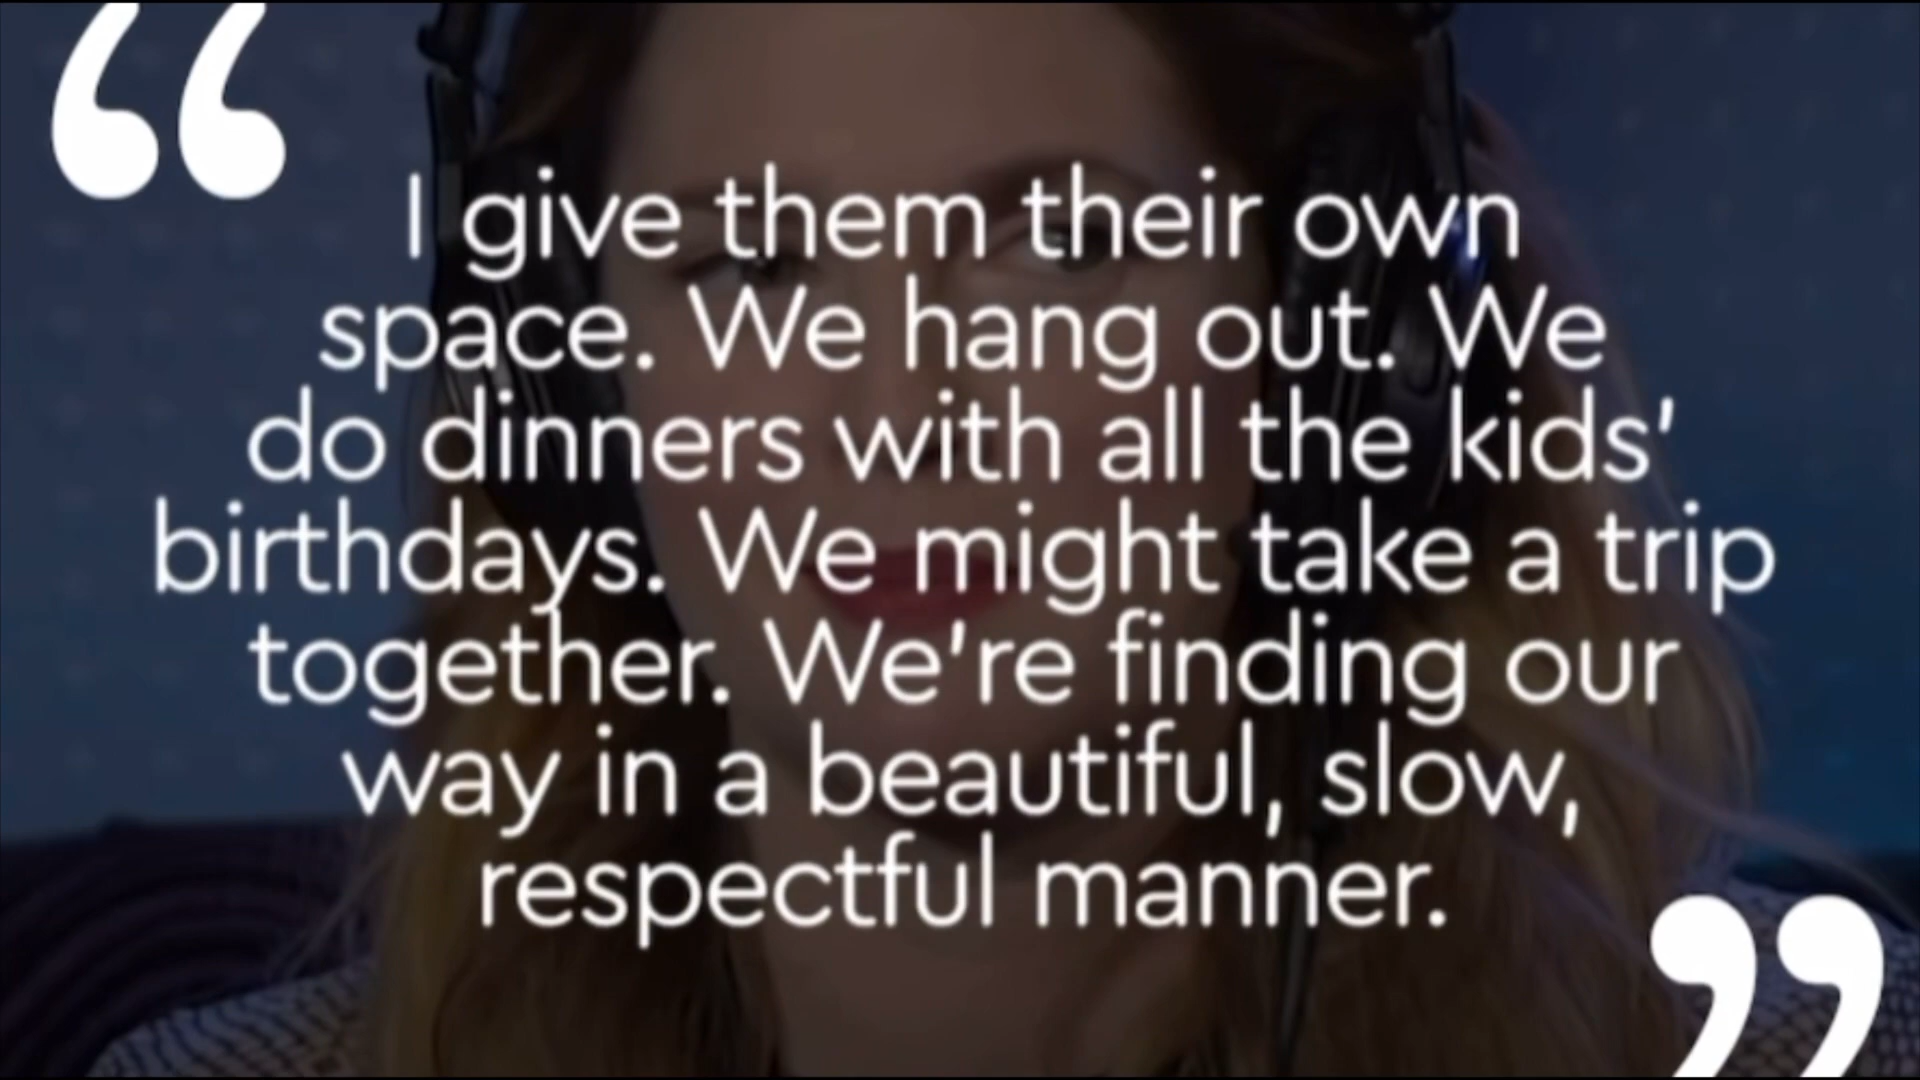 “
I give them their own
space. We hang out. We
do dinners with all the kids’
birthdays. We might take a trip
together. We’re finding our
way in a beautiful, slow,
respectful manner.
”